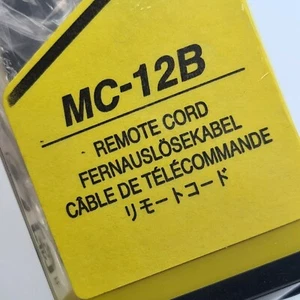 MC-12B
REMOTE CORD
FERNAUSLÖSEKABEL
CÂBLE DE TÉLÉCOMMANDE
リモートコード